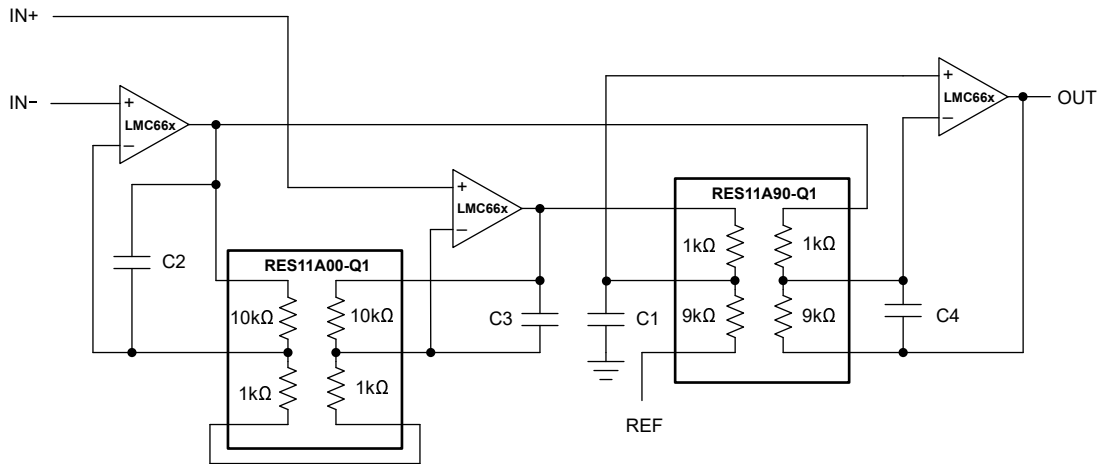 IN+
IN−
+
LMC66x
−
+
LMC66x
−
OUT
+
LMC66x
−
RES11A90-Q1
1kΩ
1kΩ
C2
RES11A00-Q1
10kΩ
10kΩ
C3
C1
9kΩ
9kΩ
C4
1kΩ
1kΩ
REF